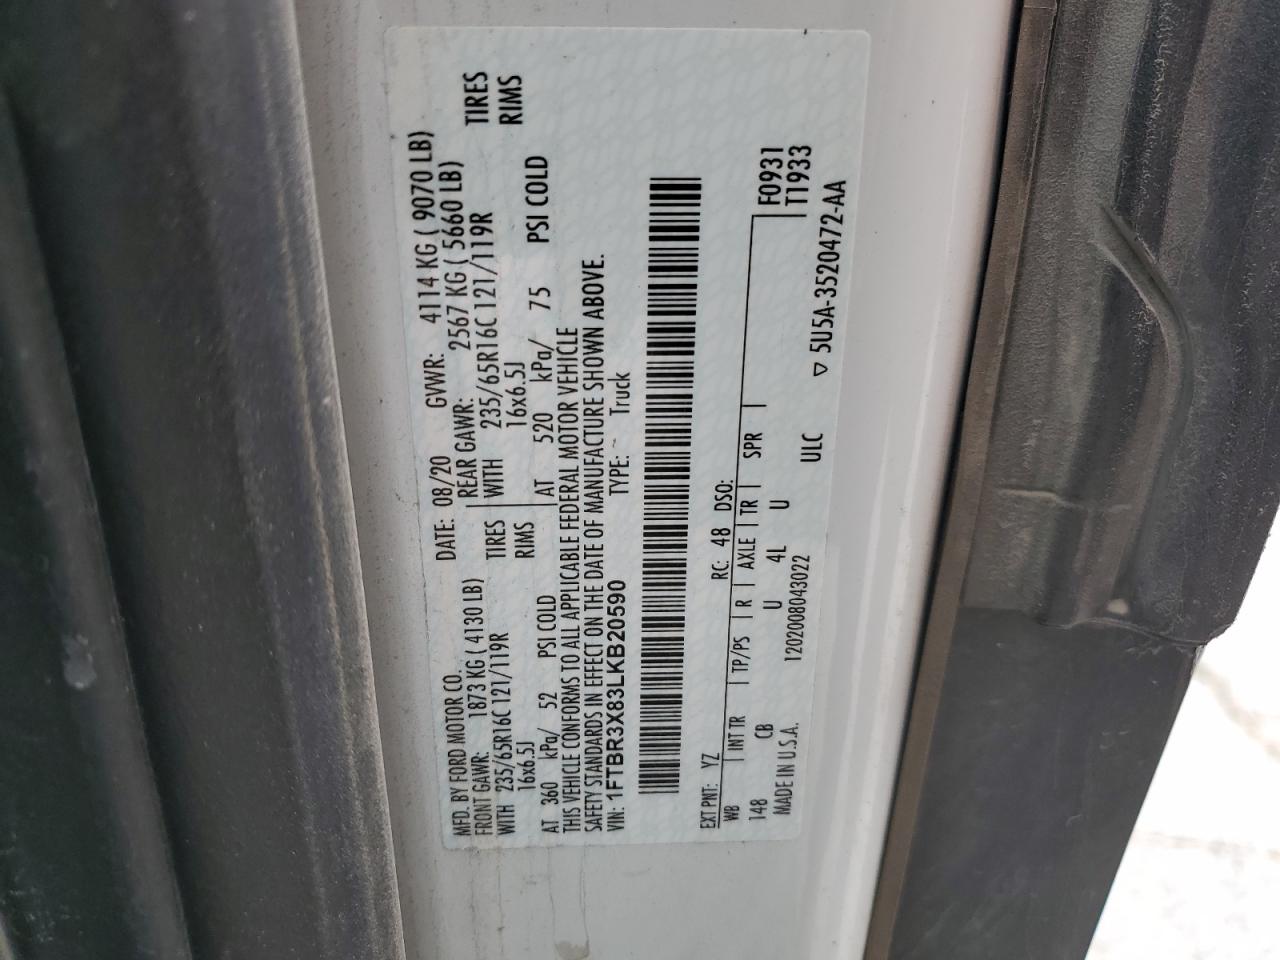 MFD. BY FORD MOTOR CO.
DATE: 08/20 GVWR: 4114 KG ( 9070 LB)
FRONT GAWR: 1873 KG ( 4130 LB) REAR GAWR: 2567 KG ( 5660 LB)
WITH 235/65R16C 121/119R TIRES WITH 235/65R16C 121/119R TIRES
16x6.5J RIMS 16x6.5J RIMS
AT 360 kPa/ 52 PSI COLD AT 520 kPa/ 75 PSI COLD
THIS VEHICLE CONFORMS TO ALL APPLICABLE FEDERAL MOTOR VEHICLE
SAFETY STANDARDS IN EFFECT ON THE DATE OF MANUFACTURE SHOWN ABOVE.
VIN: 1FTBR3X83LKB20590 TYPE: Truck
EXT PNT: YZ RC: 48 DSO: F0931
WB INT TR TP/PS R AXLE TR SPR T1933
148 CB U 4L U
MADE IN U.S.A. 1202008043022 ULC ▽ 5U5A-3520472-AA